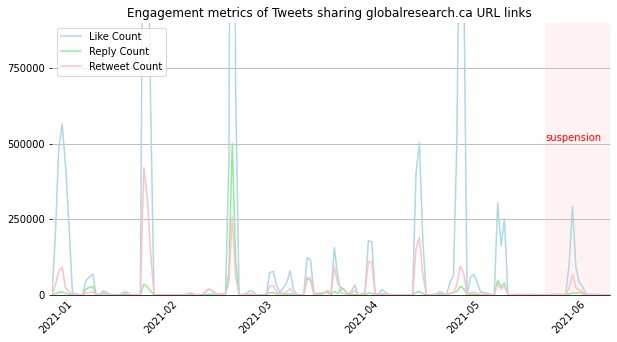 Engagement metrics of Tweets sharing globalresearch.ca URL links
Like Count
Reply Count
Retweet Count
750000
500000
250000
0
suspension
2021-01
2021-02
2021-03
2021-04
2021-05
2021-06